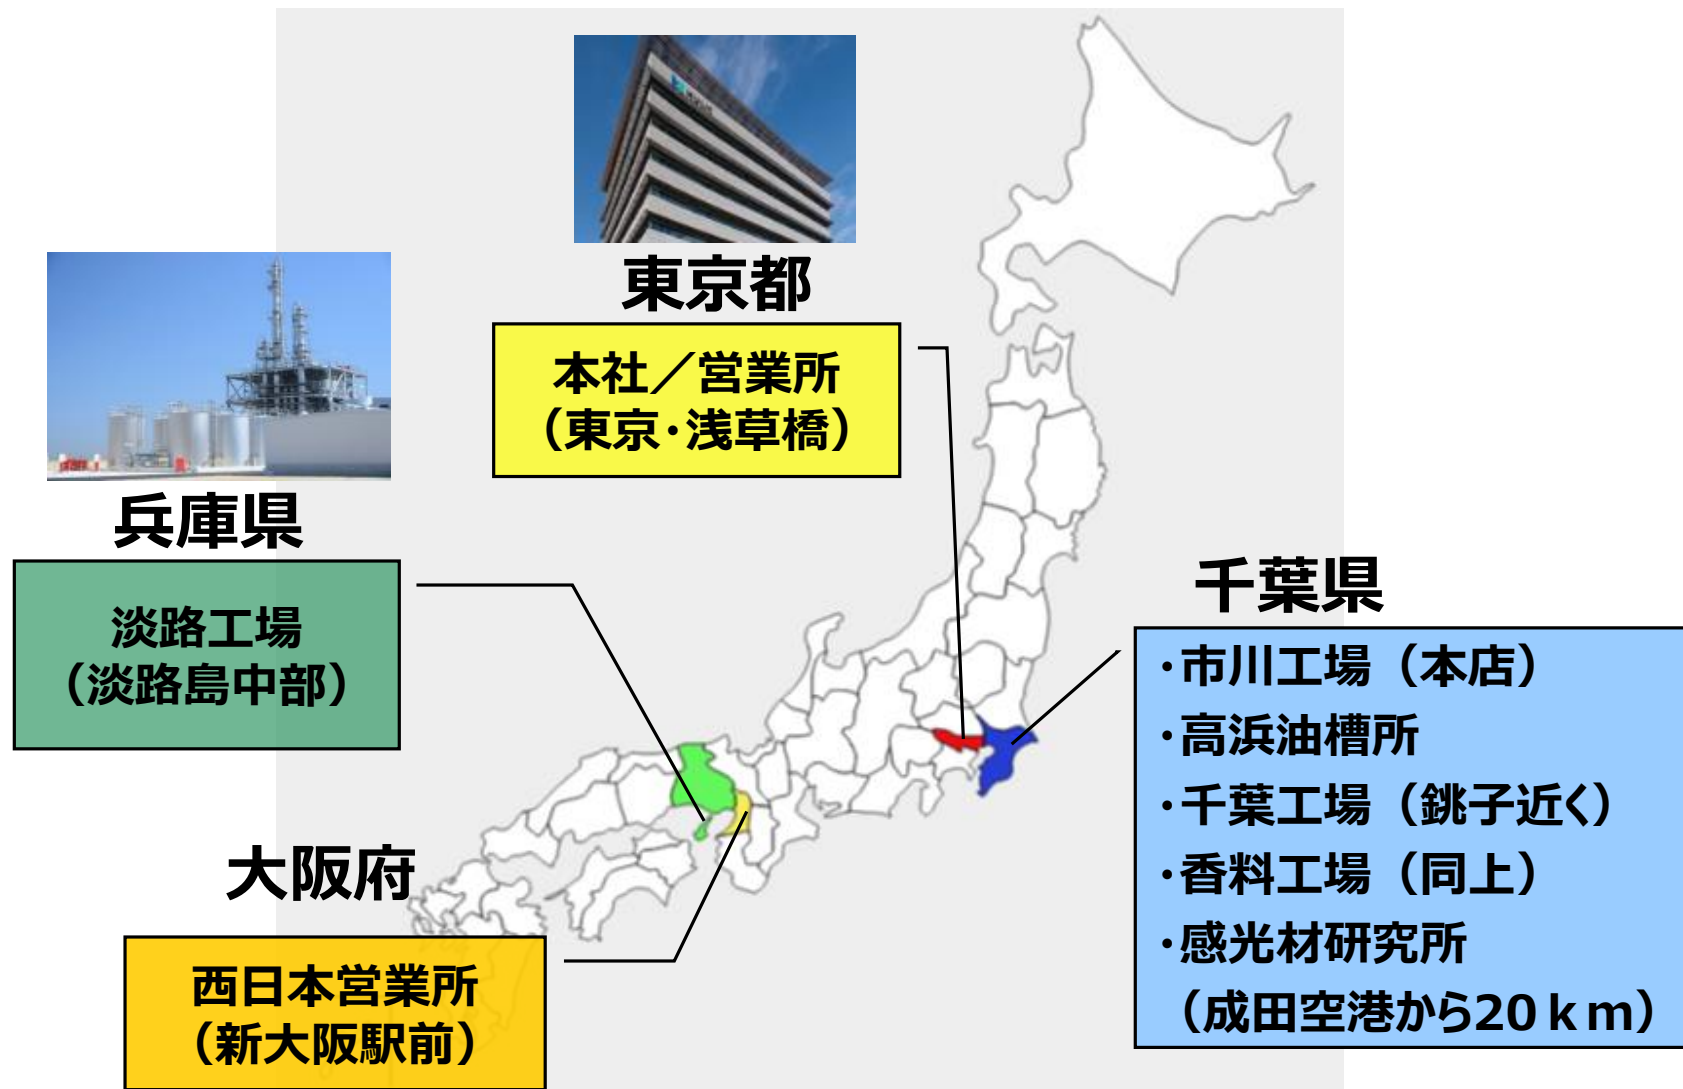 東京都
本社／営業所
（東京・浅草橋）
兵庫県
淡路工場
（淡路島中部）
千葉県
・市川工場（本店）
・高浜油槽所
・千葉工場（銚子近く）
・香料工場（同上）
・感光材研究所
（成田空港から20ｋｍ）
大阪府
西日本営業所
（新大阪駅前）